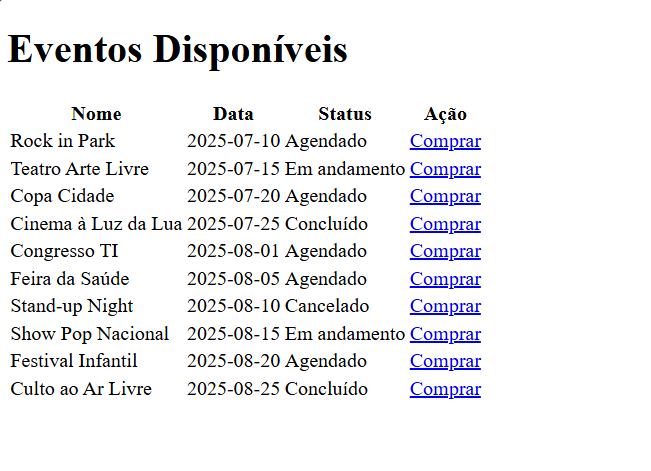 Eventos Disponíveis
Nome Data Status Ação
Rock in Park 2025-07-10 Agendado Comprar
Teatro Arte Livre 2025-07-15 Em andamento Comprar
Copa Cidade 2025-07-20 Agendado Comprar
Cinema à Luz da Lua 2025-07-25 Concluído Comprar
Congresso TI 2025-08-01 Agendado Comprar
Feira da Saúde 2025-08-05 Agendado Comprar
Stand-up Night 2025-08-10 Cancelado Comprar
Show Pop Nacional 2025-08-15 Em andamento Comprar
Festival Infantil 2025-08-20 Agendado Comprar
Culto ao Ar Livre 2025-08-25 Concluído Comprar